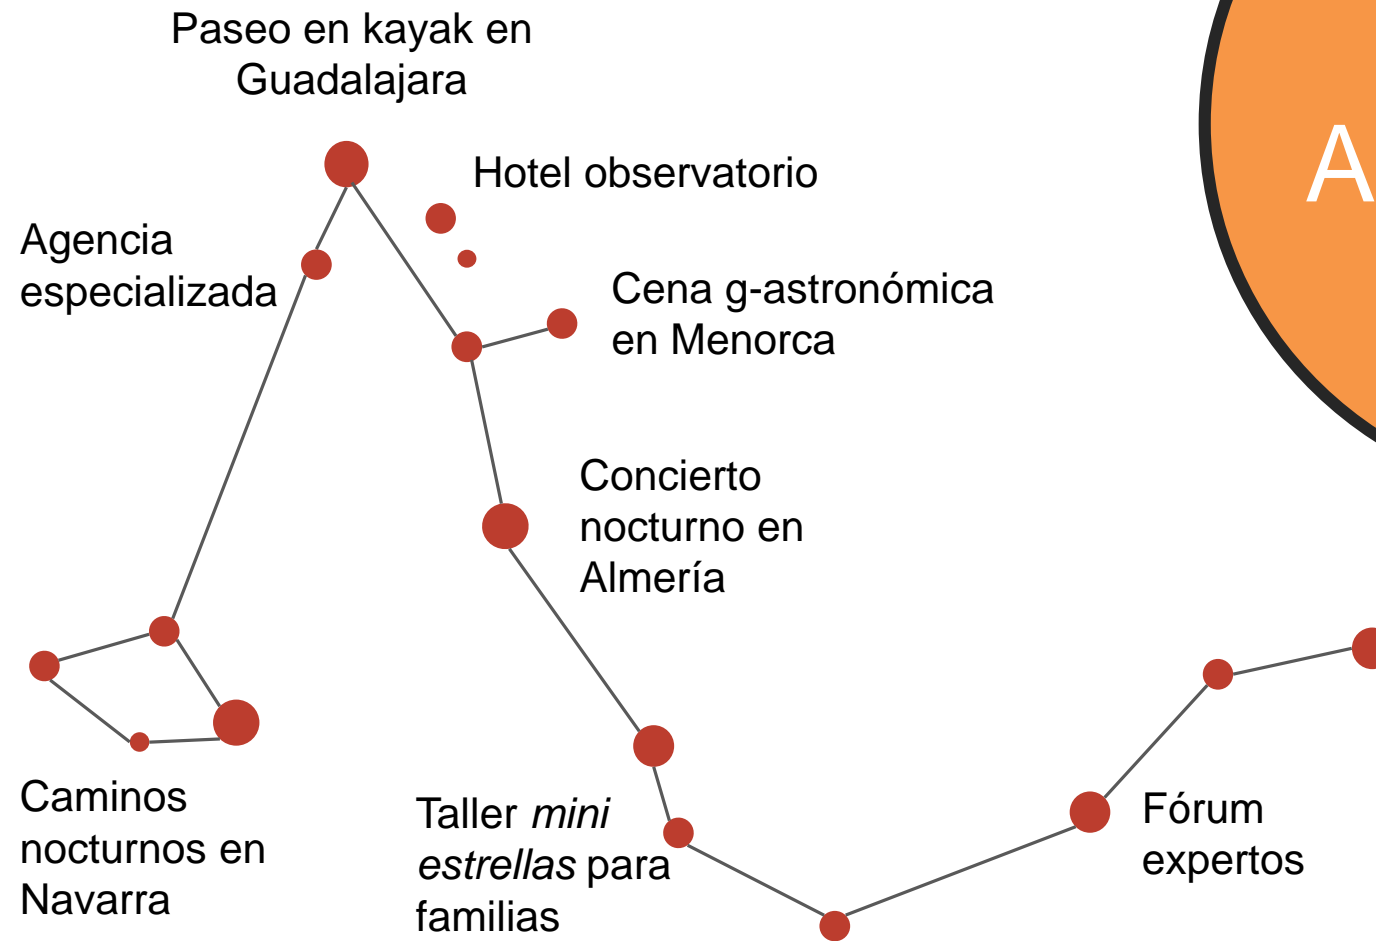 Paseo en kayak en
Guadalajara
Hotel observatorio
A
Agencia
especializada
Cena g-astronómica
en Menorca
Concierto
nocturno en
Almería
Caminos
nocturnos en
Navarra
Taller mini
estrellas para
familias
Fórum
expertos